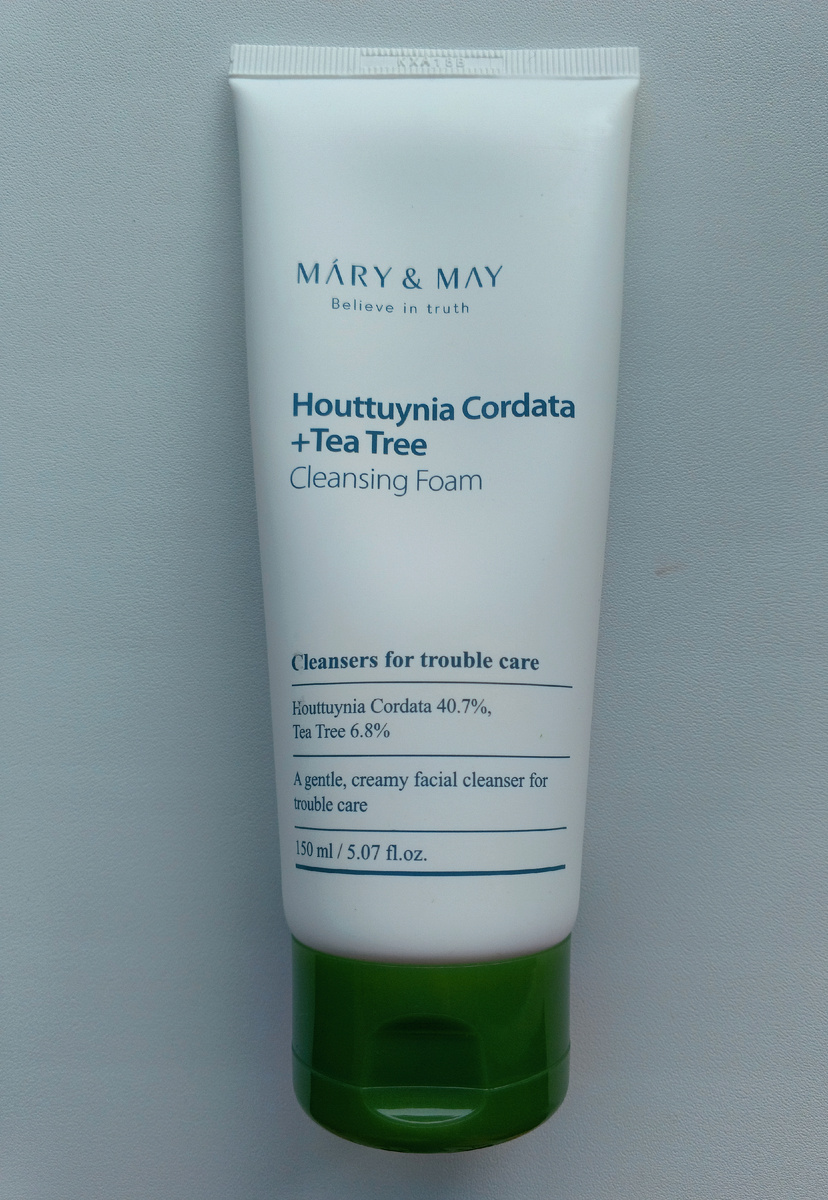 KXA18B
MÁRY & MAY
Believe in truth
Houttuynia Cordata
+Tea Tree
Cleansing Foam
Cleansers for trouble care
Houttuynia Cordata 40.7%,
Tea Tree 6.8%
A gentle, creamy facial cleanser for
trouble care
150 ml / 5.07 fl.oz.